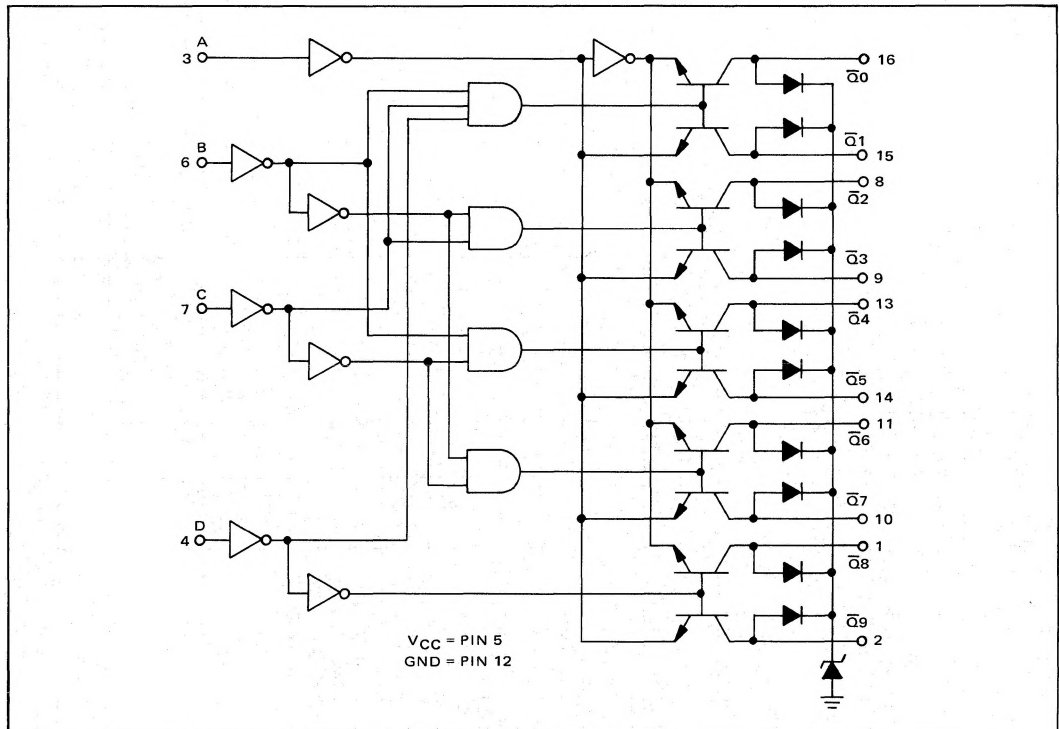 A
3
16
Q̅0
B
6
Q̅1
15
8
Q̅2
Q̅3
9
C
7
13
Q̅4
Q̅5
14
11
Q̅6
Q̅7
10
D
4
1
Q̅8
Q̅9
2
VCC = PIN 5
GND = PIN 12